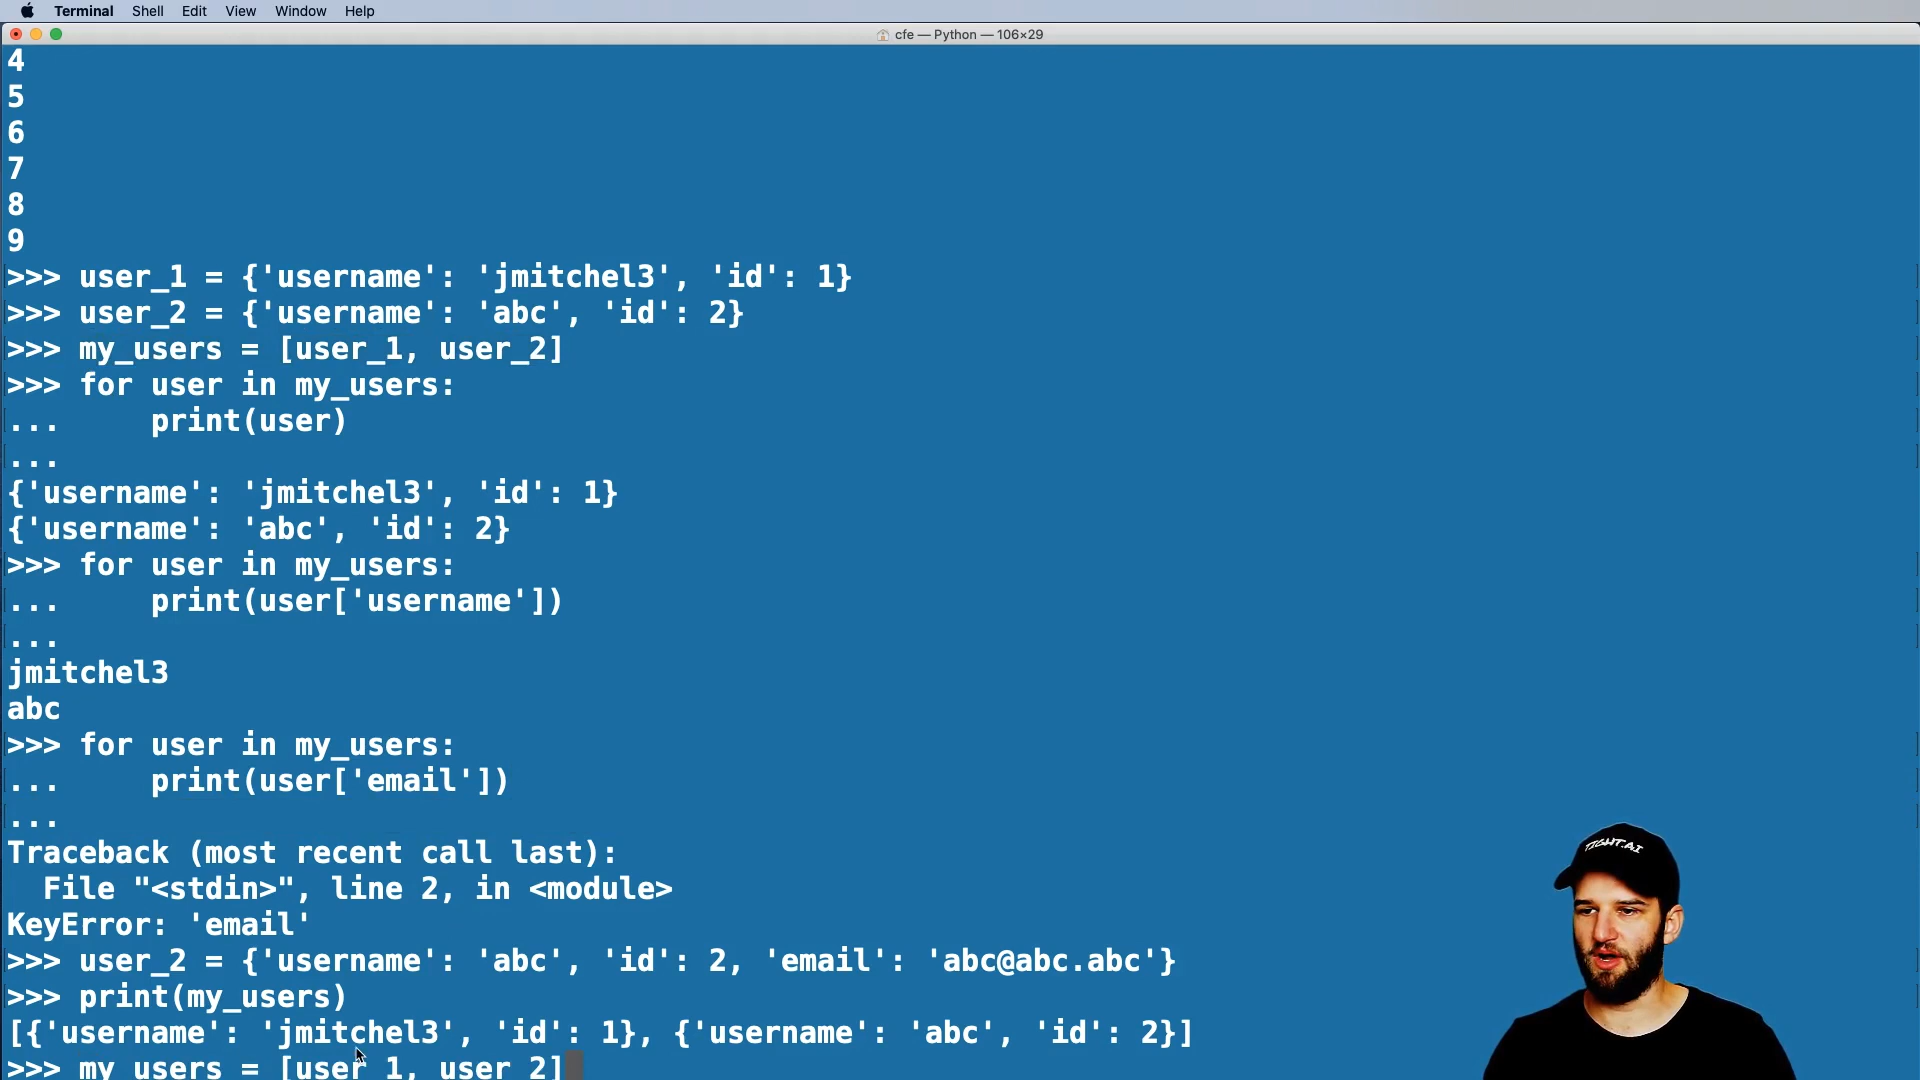 Terminal Shell Edit View Window Help
cfe — Python — 106×29
4
5
6
7
8
9
>>> user_1 = {'username': 'jmitchel3', 'id': 1}
>>> user_2 = {'username': 'abc', 'id': 2}
>>> my_users = [user_1, user_2]
>>> for user in my_users:
...     print(user)
...
{'username': 'jmitchel3', 'id': 1}
{'username': 'abc', 'id': 2}
>>> for user in my_users:
...     print(user['username'])
...
jmitchel3
abc
>>> for user in my_users:
...     print(user['email'])
...
Traceback (most recent call last):
  File "<stdin>", line 2, in <module>
KeyError: 'email'
>>> user_2 = {'username': 'abc', 'id': 2, 'email': 'abc@abc.abc'}
>>> print(my_users)
[{'username': 'jmitchel3', 'id': 1}, {'username': 'abc', 'id': 2}]
>>> my_users = [user_1, user_2]
TIGHT.AI